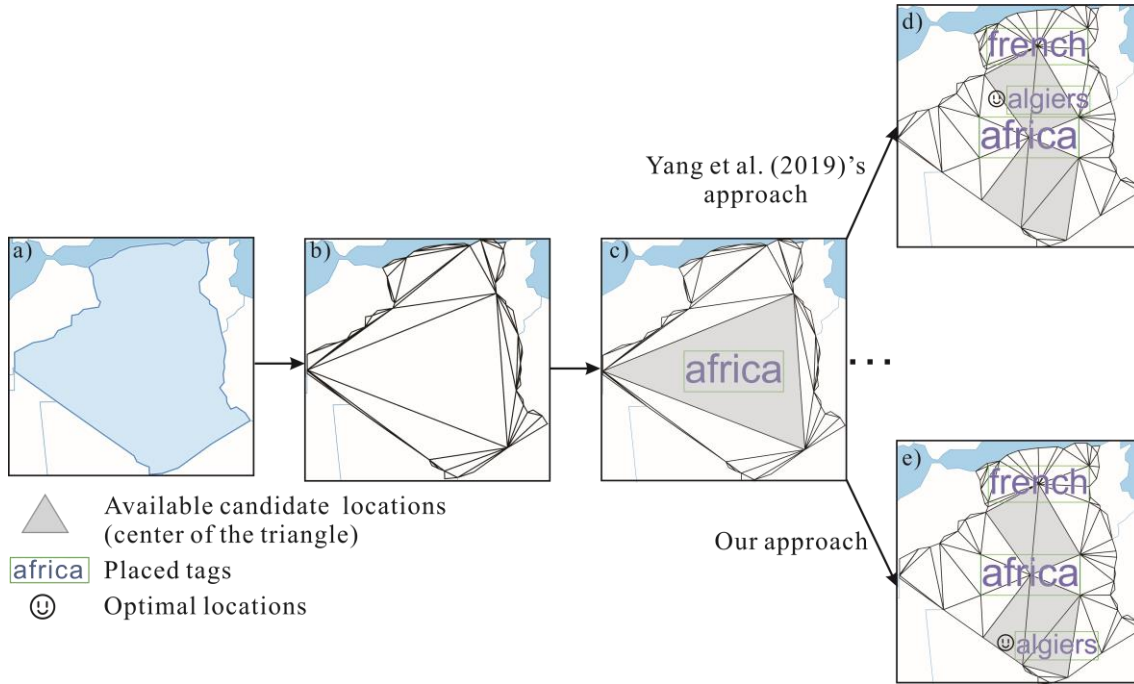 d)
french
algiers
africa
Yang et al. (2019)'s
approach
a)
b)
c)
africa
...
e)
french
africa
algiers
Our approach
Available candidate locations
(center of the triangle)
africa Placed tags
Optimal locations